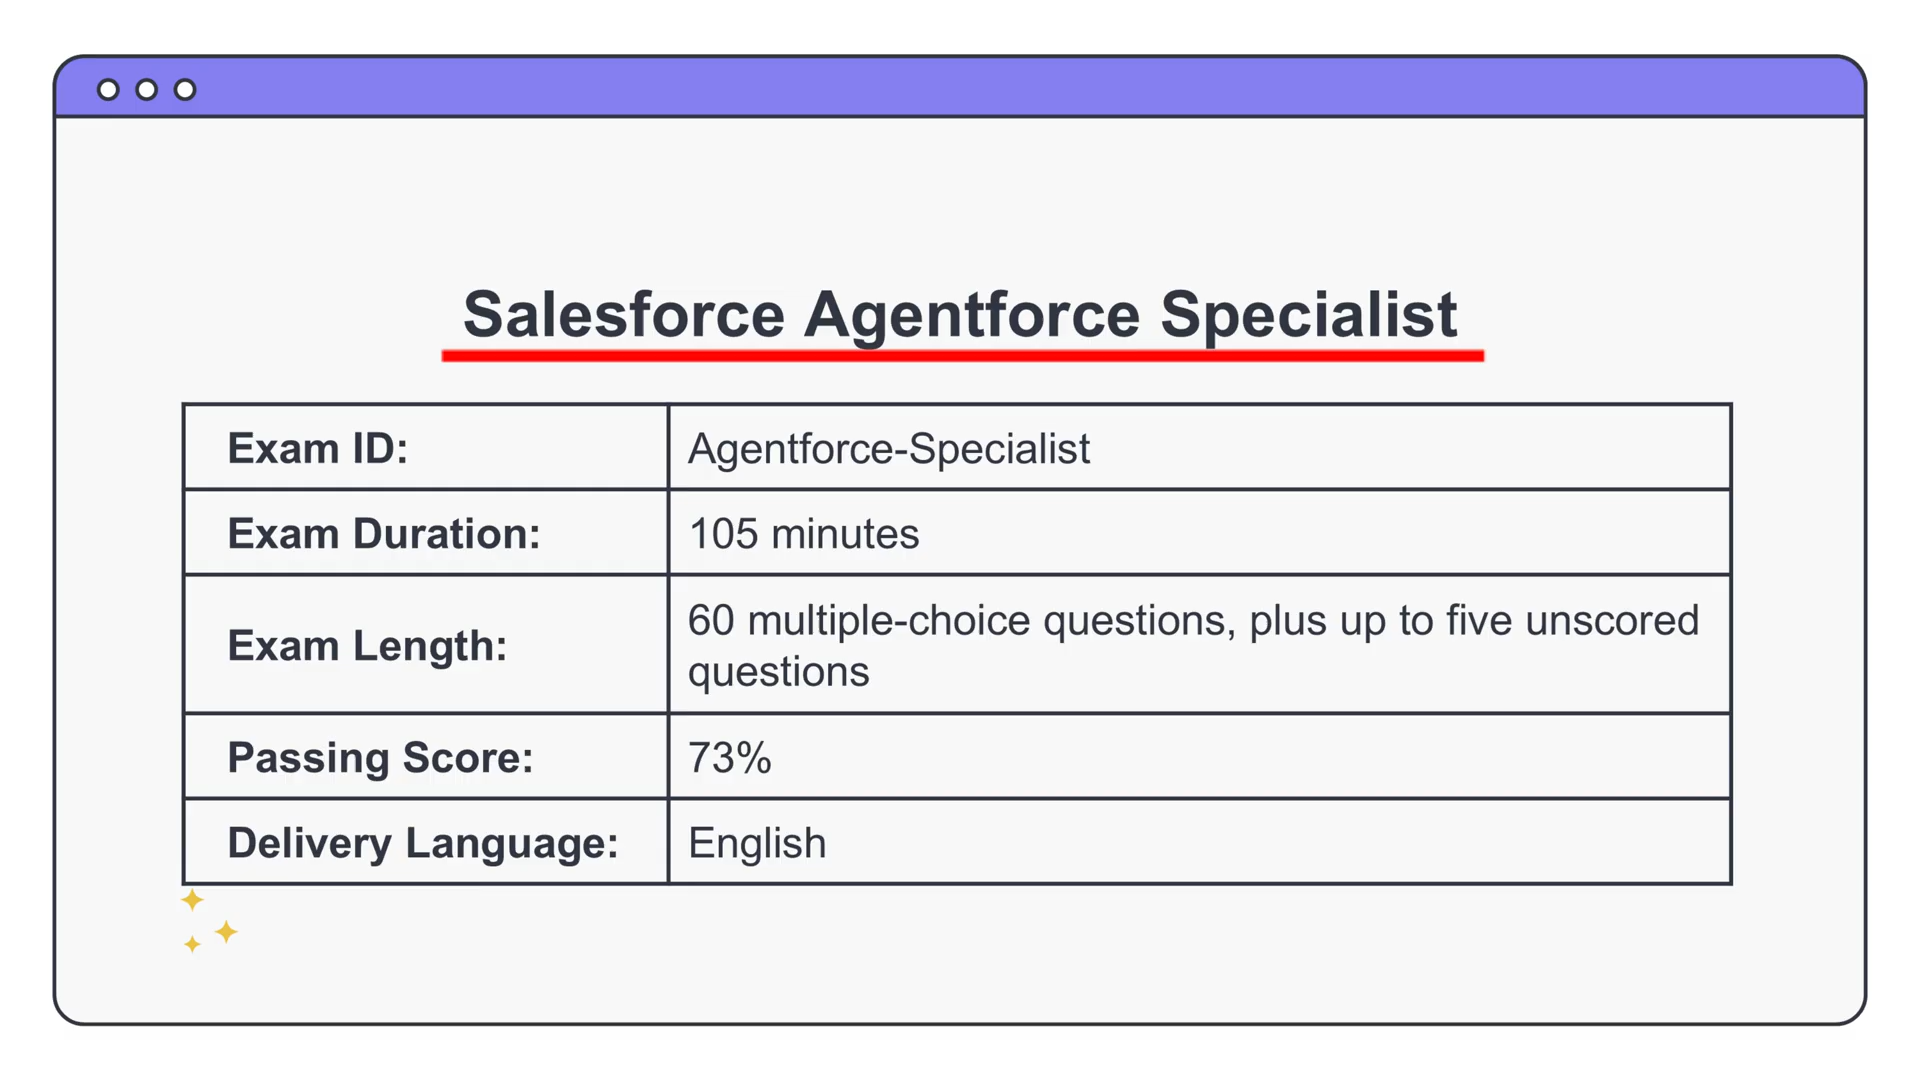 Salesforce Agentforce Specialist
Exam ID:
Agentforce-Specialist
Exam Duration:
105 minutes
Exam Length:
60 multiple-choice questions, plus up to five unscored
questions
Passing Score:
73%
Delivery Language:
English